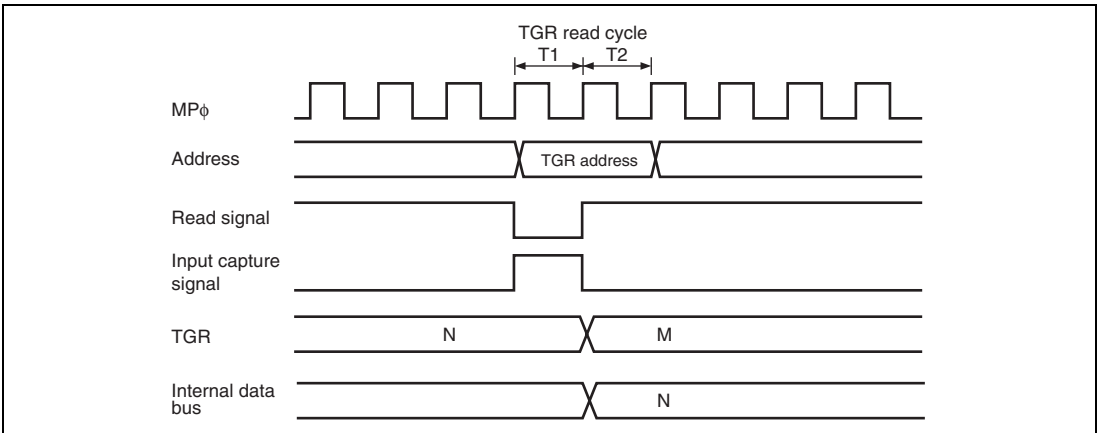 TGR read cycle
T1 T2
MPϕ
Address
TGR address
Read signal
Input capture
signal
TGR
N
M
Internal data
bus
N